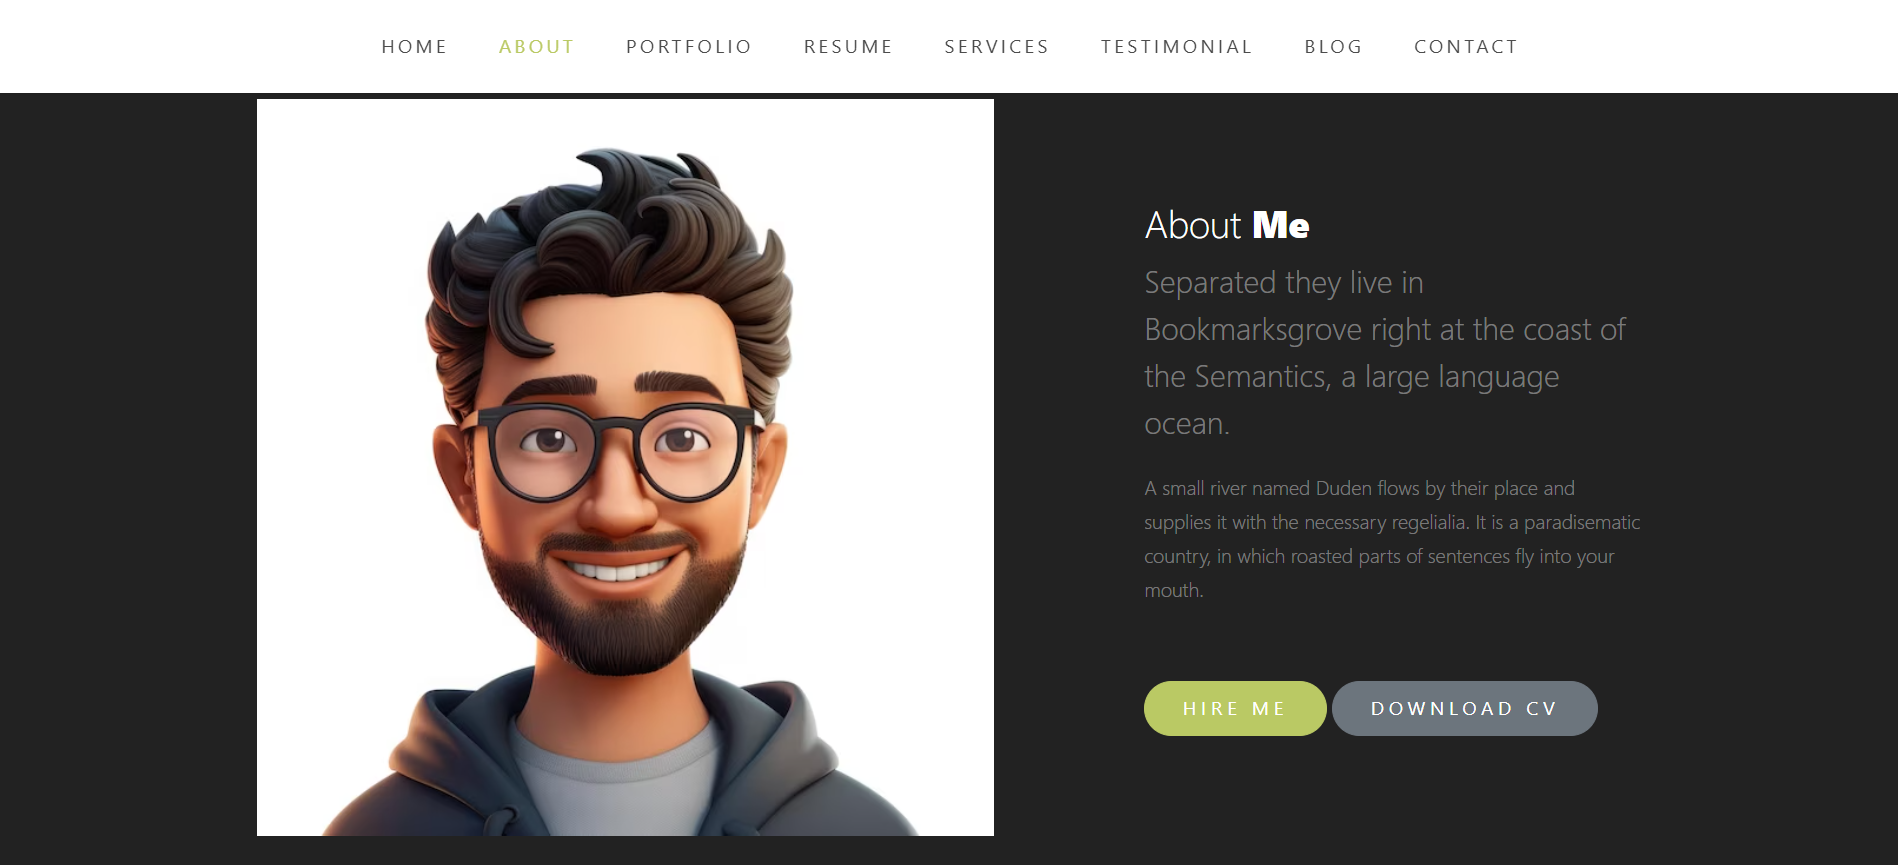 HOME ABOUT PORTFOLIO RESUME SERVICES TESTIMONIAL BLOG CONTACT
About Me
Separated they live in
Bookmarksgrove right at the coast of
the Semantics, a large language
ocean.
A small river named Duden flows by their place and
supplies it with the necessary regelialia. It is a paradisematic
country, in which roasted parts of sentences fly into your
mouth.
HIRE ME DOWNLOAD CV